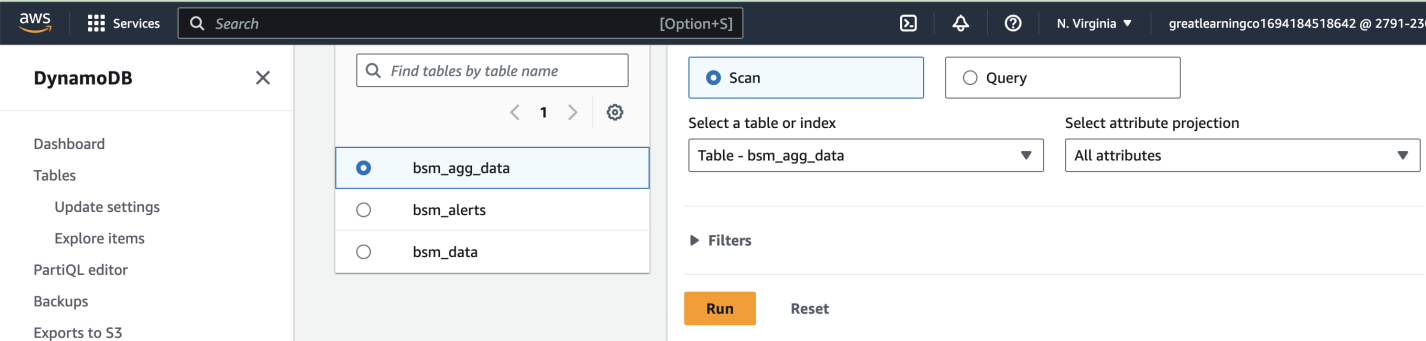 aws
Services
Search
[Option+S]
N. Virginia
greatlearningco1694184518642 @ 2791-230
DynamoDB
Dashboard
Tables
Update settings
Explore items
PartiQL editor
Backups
Exports to S3
Find tables by table name
1
bsm_agg_data
bsm_alerts
bsm_data
Scan
Query
Select a table or index
Table - bsm_agg_data
Select attribute projection
All attributes
Filters
Run
Reset